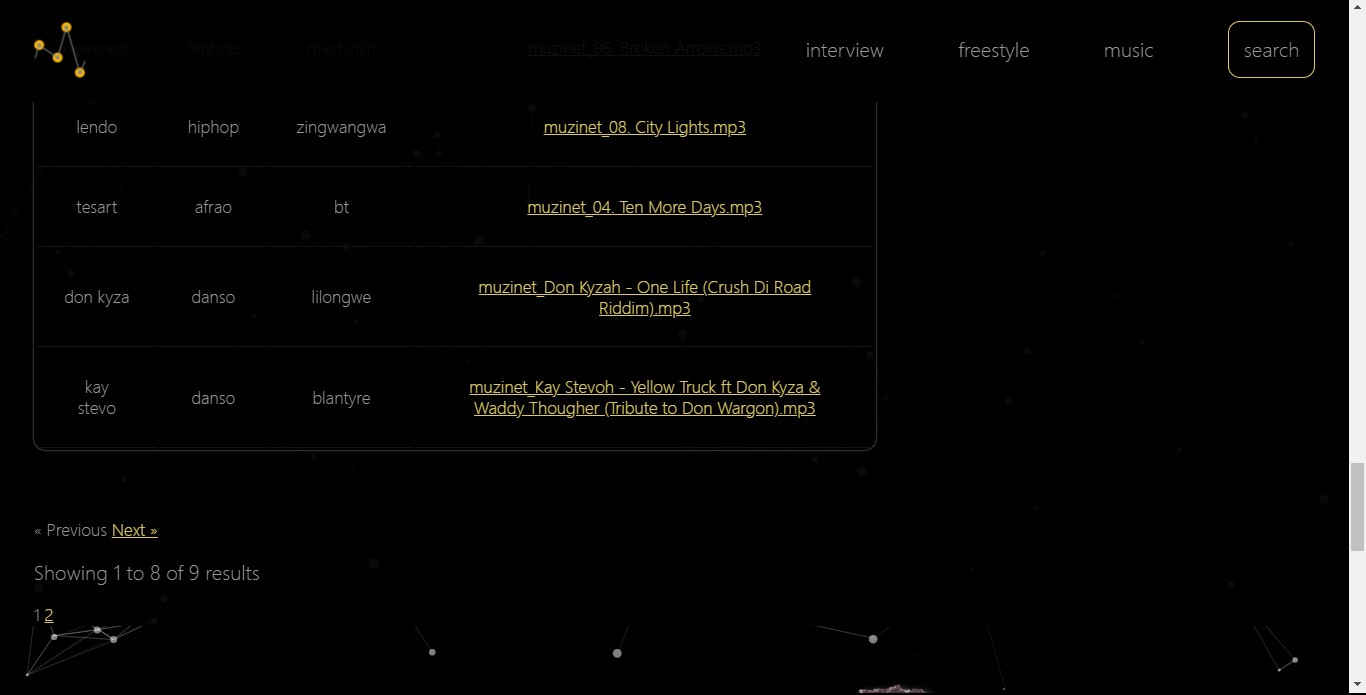 interview freestyle music search
newwave hiphop machinjiri muzinet_06. Broken Arrows.mp3
lendo hiphop zingwangwa muzinet_08. City Lights.mp3
tesart afrao bt muzinet_04. Ten More Days.mp3
don kyza danso lilongwe muzinet_Don Kyzah - One Life (Crush Di Road
Riddim).mp3
kay
stevo danso blantyre muzinet_Kay Stevoh - Yellow Truck ft Don Kyza &
Waddy Thougher (Tribute to Don Wargon).mp3
« Previous Next »
Showing 1 to 8 of 9 results
1 2